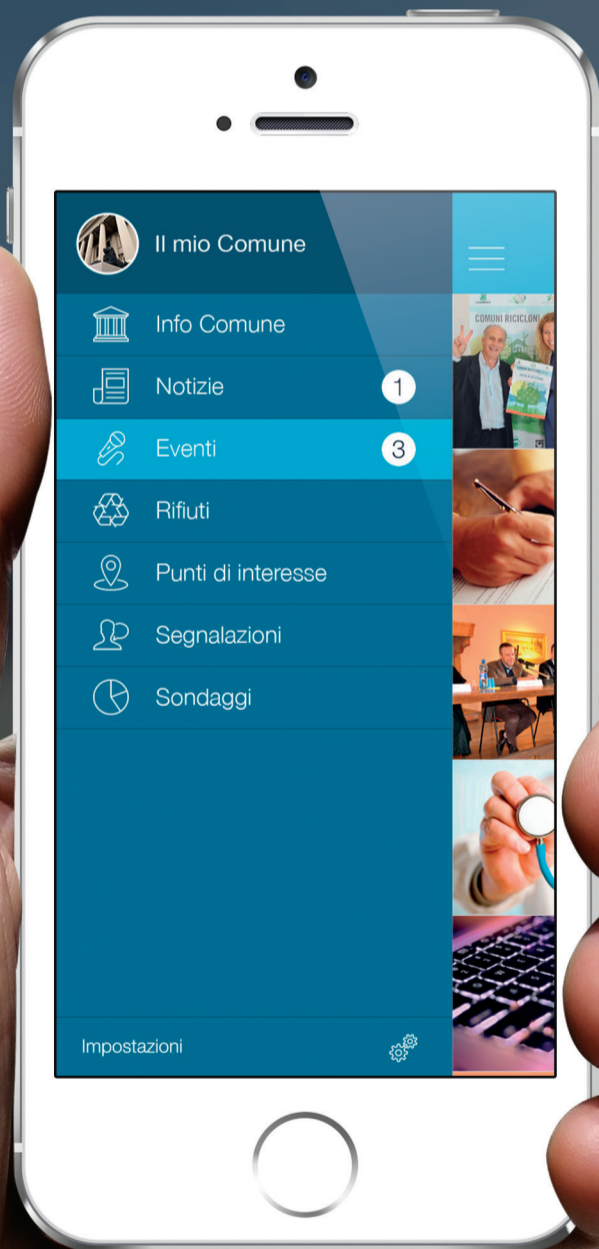 Il mio Comune
Info Comune
Notizie 1
Eventi 3
Rifiuti
Punti di interesse
Segnalazioni
Sondaggi
Impostazioni
COMUNI RICICLONI